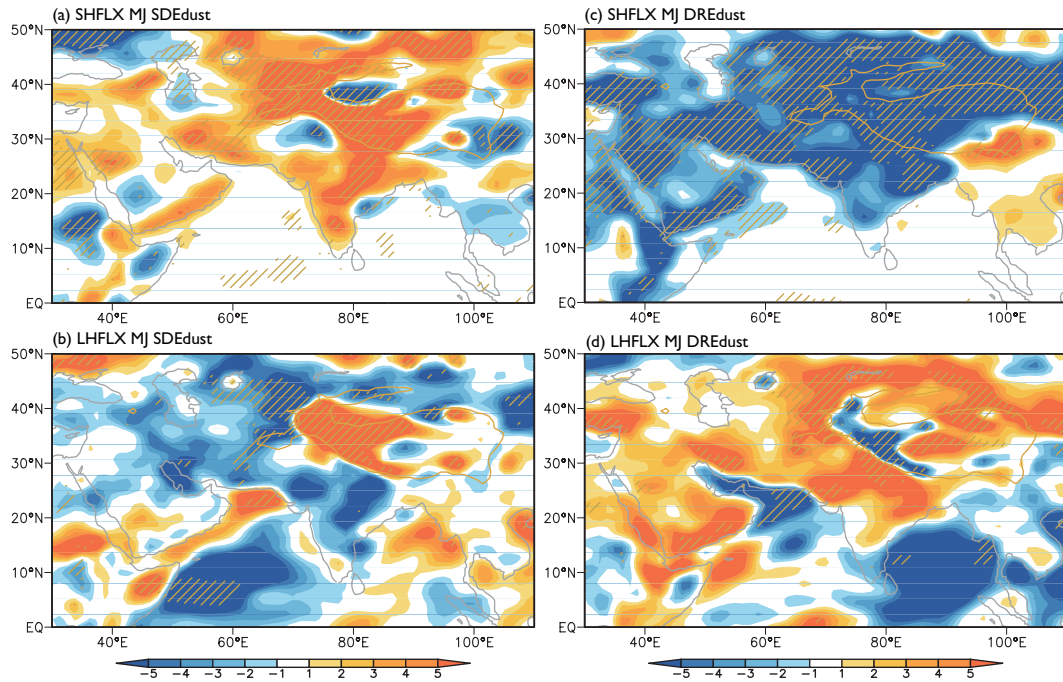 (a) SHFLX MJ SDEdust
50°N
40°N
30°N
20°N
10°N
EQ
40°E 60°E 80°E 100°E
(c) SHFLX MJ DREdust
50°N
40°N
30°N
20°N
10°N
EQ
40°E 60°E 80°E 100°E
(b) LHFLX MJ SDEdust
50°N
40°N
30°N
20°N
10°N
EQ
40°E 60°E 80°E 100°E
-5 -4 -3 -2 -1 1 2 3 4 5
(d) LHFLX MJ DREdust
50°N
40°N
30°N
20°N
10°N
EQ
40°E 60°E 80°E 100°E
-5 -4 -3 -2 -1 1 2 3 4 5